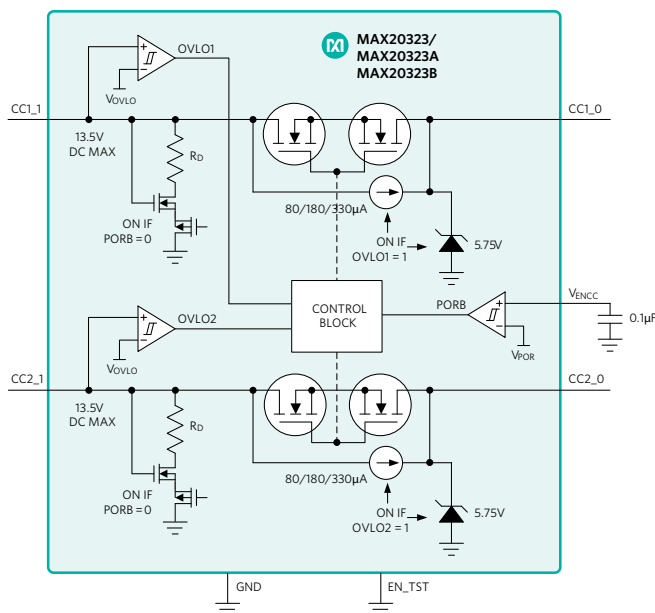 MAX20323/
MAX20323A
MAX20323B
OVLO1
VOVLO
CC1_1
CC1_0
13.5V
DC MAX
RD
80/180/330µA
ON IF
PORB = 0
ON IF
OVLO1 = 1
5.75V
CONTROL
BLOCK
PORB
VENCC
0.1µF
VPOR
OVLO2
VOVLO
CC2_1
CC2_0
13.5V
DC MAX
RD
80/180/330µA
ON IF
PORB = 0
ON IF
OVLO2 = 1
5.75V
GND
EN_TST